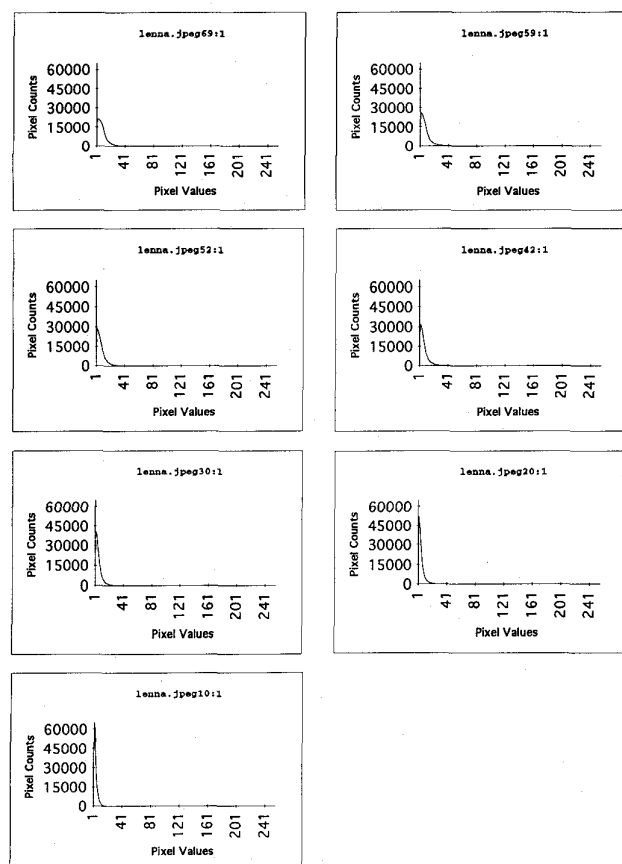 lenna.jpeg69:1
Pixel Counts
60000
45000
30000
15000
0
1 41 81 121 161 201 241
Pixel Values
lenna.jpeg59:1
Pixel Counts
60000
45000
30000
15000
0
1 41 81 121 161 201 241
Pixel Values
lenna.jpeg52:1
Pixel Counts
60000
45000
30000
15000
0
1 41 81 121 161 201 241
Pixel Values
lenna.jpeg42:1
Pixel Counts
60000
45000
30000
15000
0
1 41 81 121 161 201 241
Pixel Values
lenna.jpeg30:1
Pixel Counts
60000
45000
30000
15000
0
1 41 81 121 161 201 241
Pixel Values
lenna.jpeg20:1
Pixel Counts
60000
45000
30000
15000
0
1 41 81 121 161 201 241
Pixel Values
lenna.jpeg10:1
Pixel Counts
60000
45000
30000
15000
0
1 41 81 121 161 201 241
Pixel Values